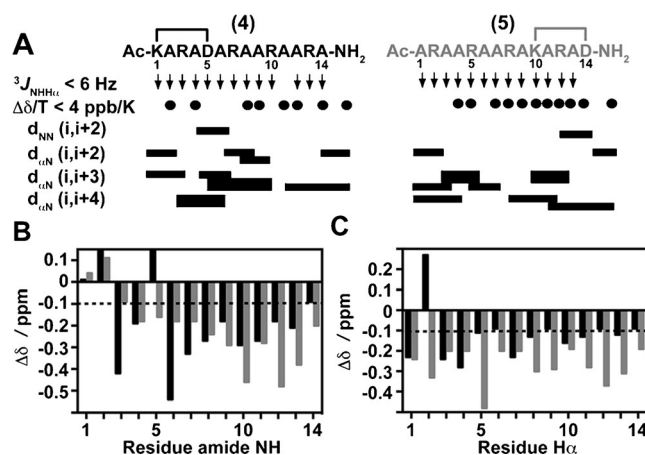 A
(4)
(5)
Ac-KARADARAARAARA-NH2
Ac-ARAARAARAKARAD-NH2
1 5 10 14
1 5 10 14
³JNHHα < 6 Hz
Δδ/T < 4 ppb/K
dNN (i,i+2)
dαN (i,i+2)
dαN (i,i+3)
dαN (i,i+4)
B
0.1
0
-0.1
-0.2
-0.3
-0.4
-0.5
Δδ / ppm
1 5 10 14
Residue amide NH
C
0.2
0.1
0
-0.1
-0.2
-0.3
-0.4
Δδ / ppm
1 5 10 14
Residue Hα